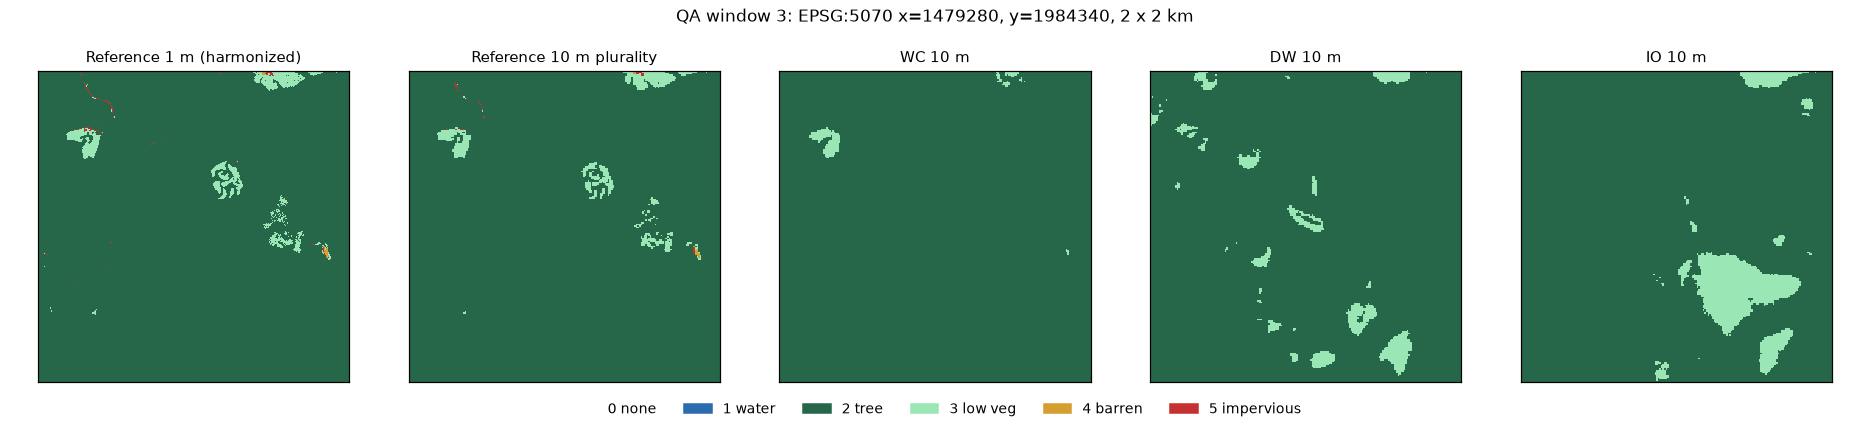 QA window 3: EPSG:5070 x=1479280, y=1984340, 2 x 2 km
Reference 1 m (harmonized)
Reference 10 m plurality
WC 10 m
DW 10 m
IO 10 m
0 none
1 water
2 tree
3 low veg
4 barren
5 impervious